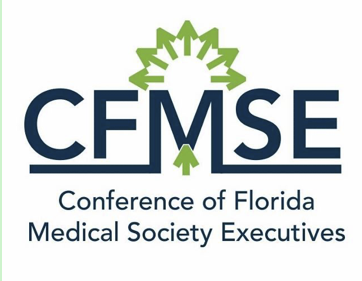 CFMSE
Conference of Florida
Medical Society Executives